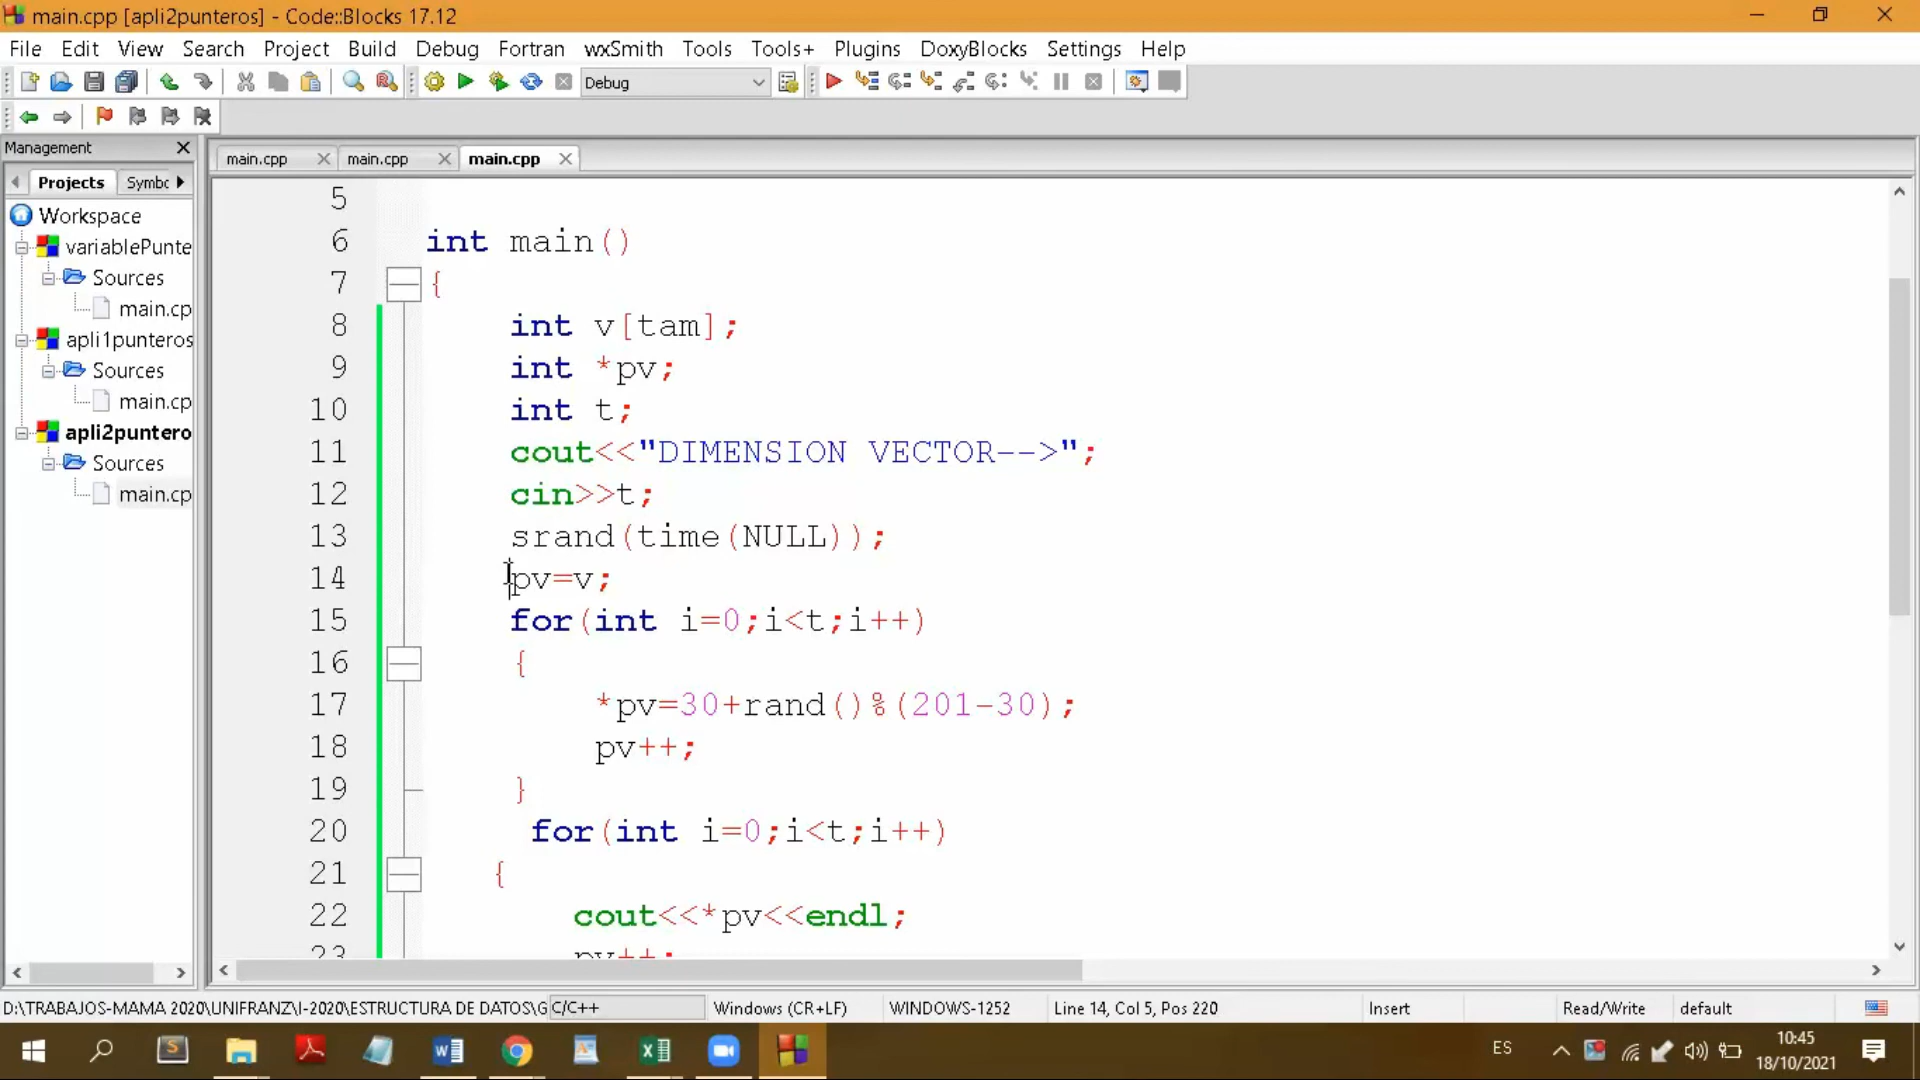 main.cpp [apli2punteros] - Code::Blocks 17.12
File Edit View Search Project Build Debug Fortran wxSmith Tools Tools+ Plugins DoxyBlocks Settings Help
Debug
Management
main.cpp main.cpp main.cpp
Projects Symbc
Workspace
variablePunte
Sources
main.cp
apli1punteros
Sources
main.cp
apli2puntero
Sources
main.cp
5
6 int main()
7 {
8 int v[tam];
9 int *pv;
10 int t;
11 cout<<"DIMENSION VECTOR-->";
12 cin>>t;
13 srand(time(NULL));
14 pv=v;
15 for(int i=0;i<t;i++)
16 {
17 *pv=30+rand()%(201-30);
18 pv++;
19 }
20 for(int i=0;i<t;i++)
21 {
22 cout<<*pv<<endl;
23 pv++;
D:\TRABAJOS-MAMA 2020\UNIFRANZ\I-2020\ESTRUCTURA DE DATOS\G C/C++ Windows (CR+LF) WINDOWS-1252 Line 14, Col 5, Pos 220 Insert Read/Write default
ES 10:45
18/10/2021